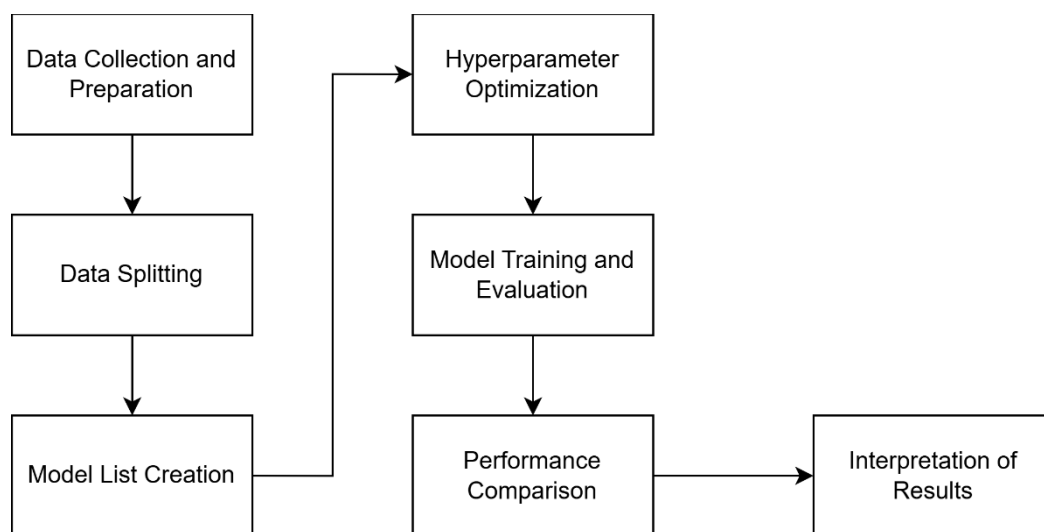 Data Collection and
Preparation
Data Splitting
Model List Creation
Hyperparameter
Optimization
Model Training and
Evaluation
Performance
Comparison
Interpretation of
Results